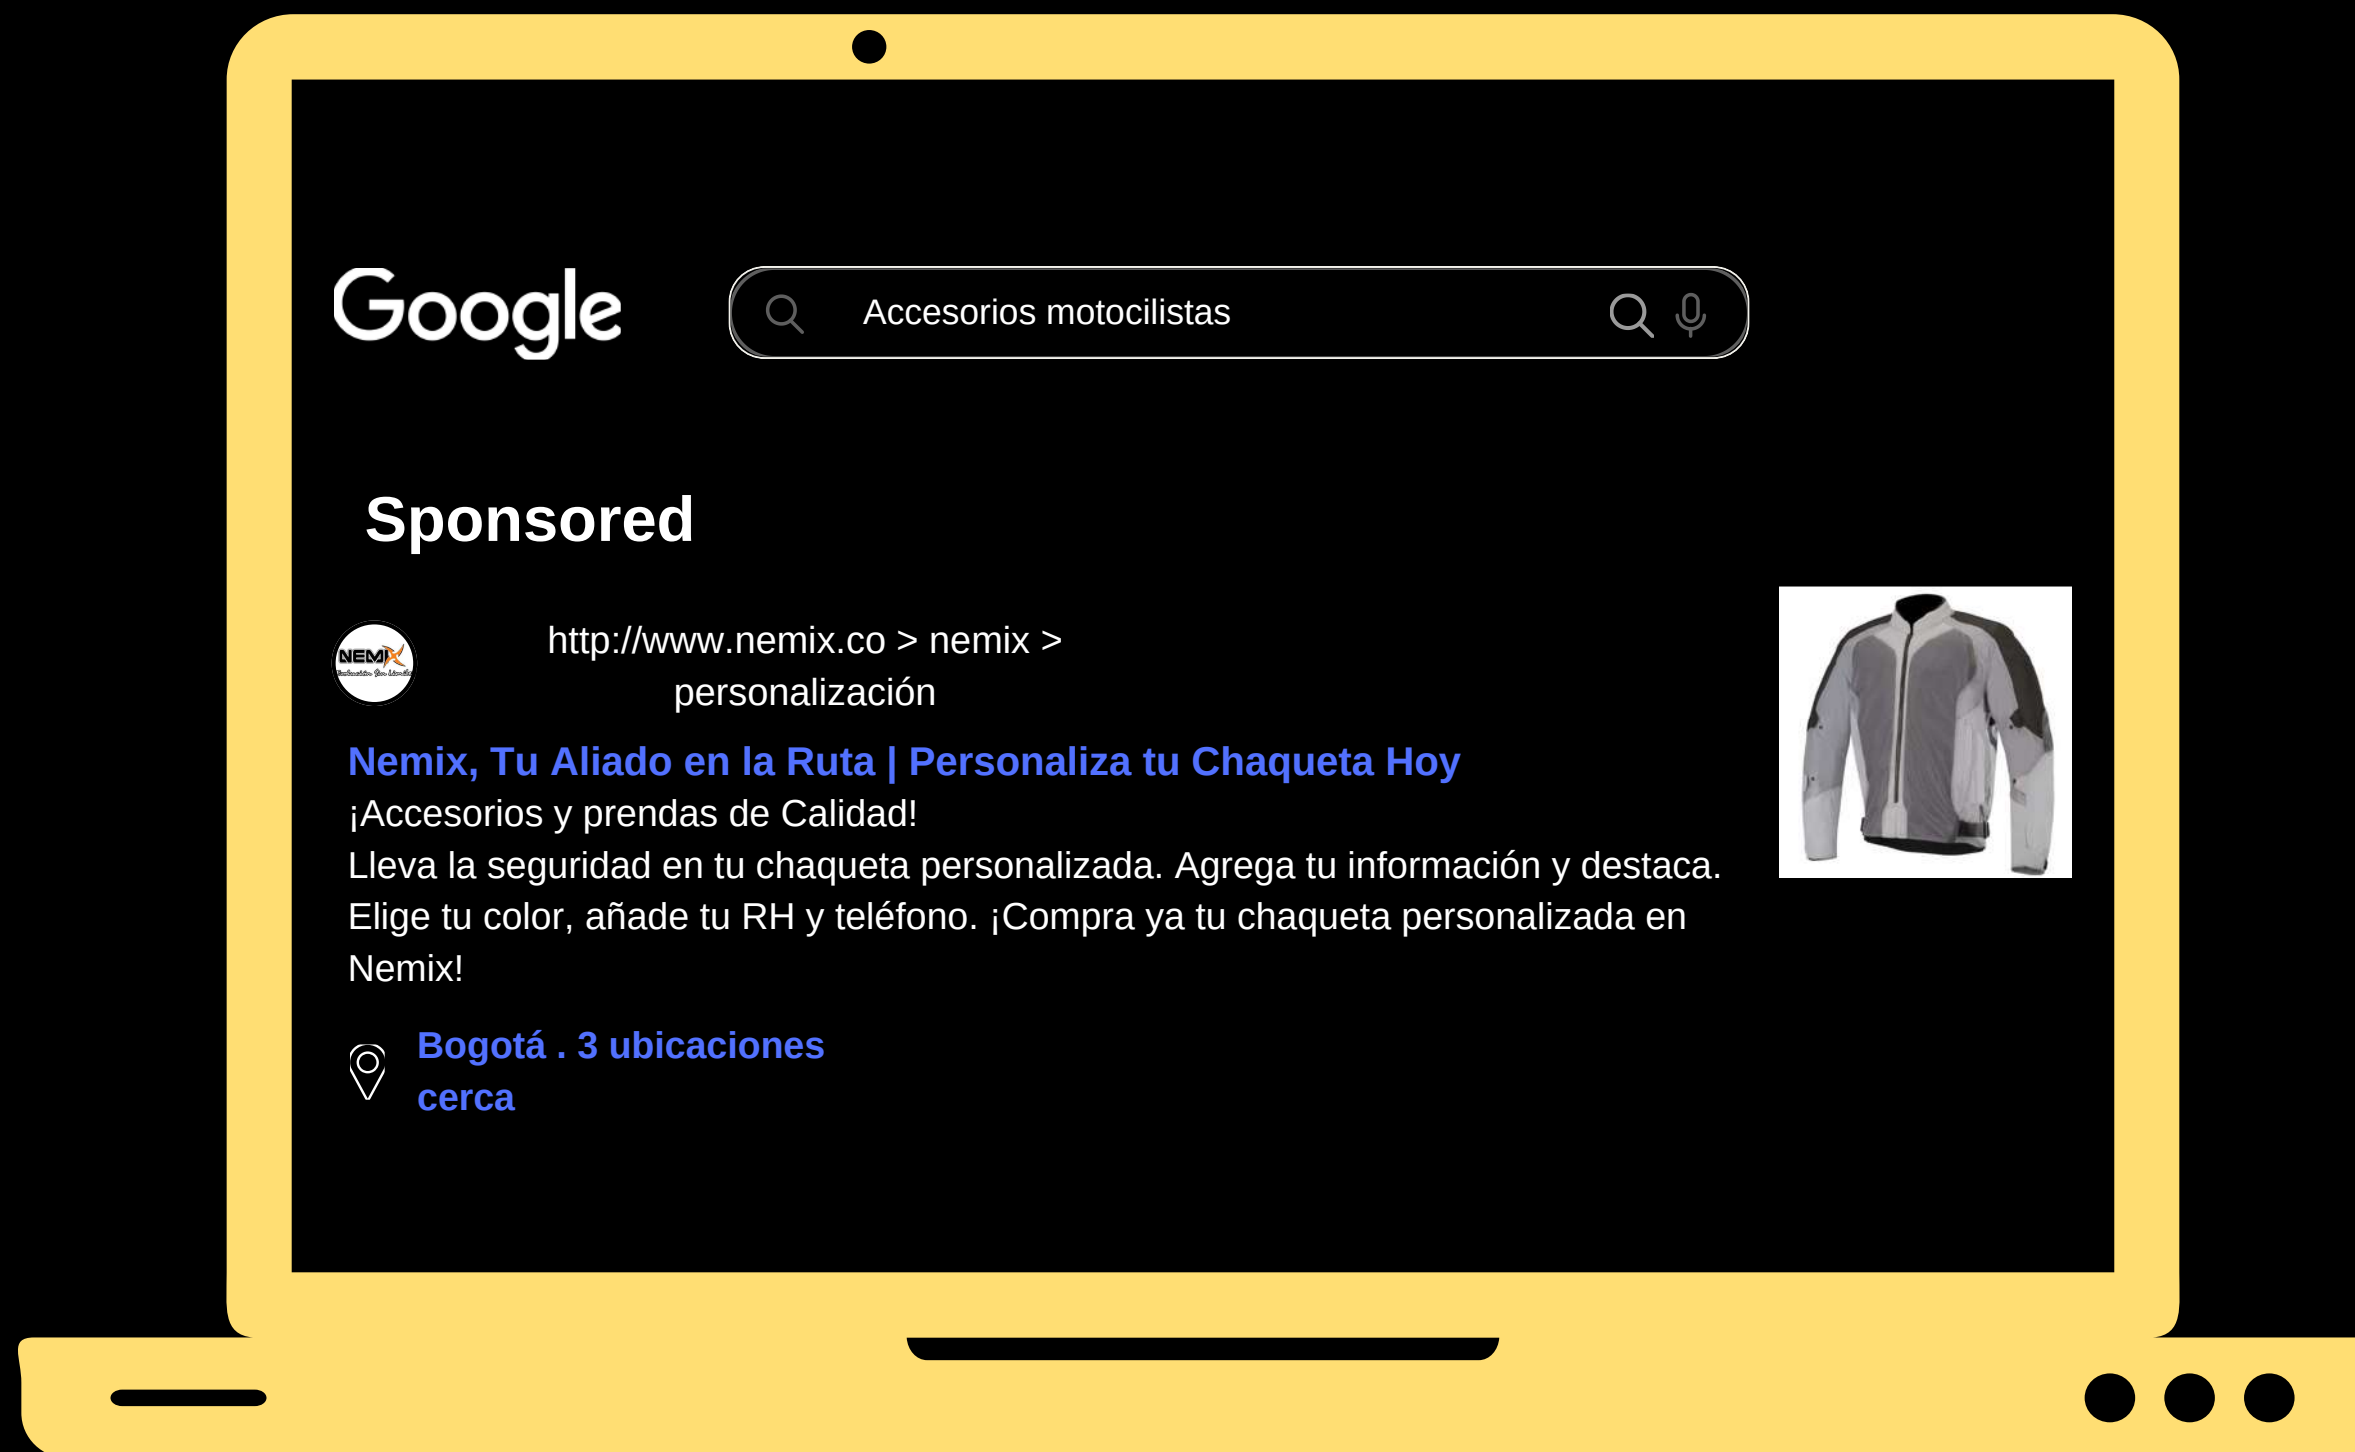 Google
Accesorios motocilistas
Sponsored
NEMIX
http://www.nemix.co > nemix >
personalización
Nemix, Tu Aliado en la Ruta | Personaliza tu Chaqueta Hoy
¡Accesorios y prendas de Calidad!
Lleva la seguridad en tu chaqueta personalizada. Agrega tu información y destaca.
Elige tu color, añade tu RH y teléfono. ¡Compra ya tu chaqueta personalizada en
Nemix!
Bogotá . 3 ubicaciones
cerca